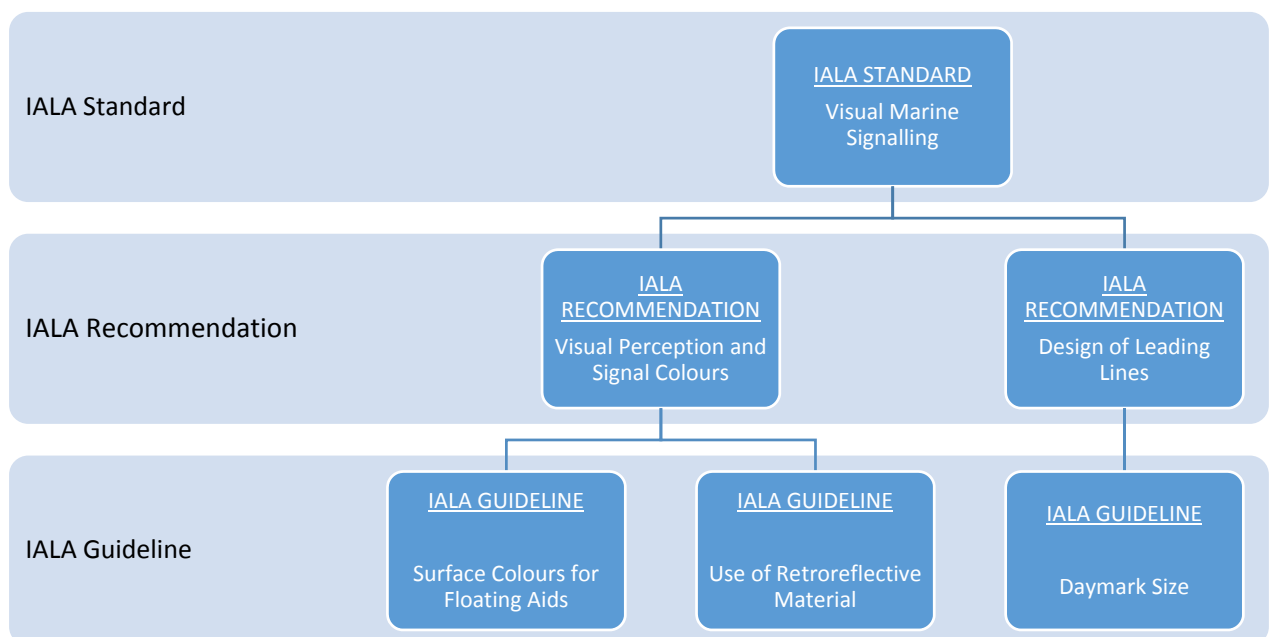 IALA Standard
IALA STANDARD
Visual Marine
Signalling
IALA Recommendation
IALA
RECOMMENDATION
Visual Perception and
Signal Colours
IALA
RECOMMENDATION
Design of Leading
Lines
IALA Guideline
IALA GUIDELINE
Surface Colours for
Floating Aids
IALA GUIDELINE
Use of Retroreflective
Material
IALA GUIDELINE
Daymark Size